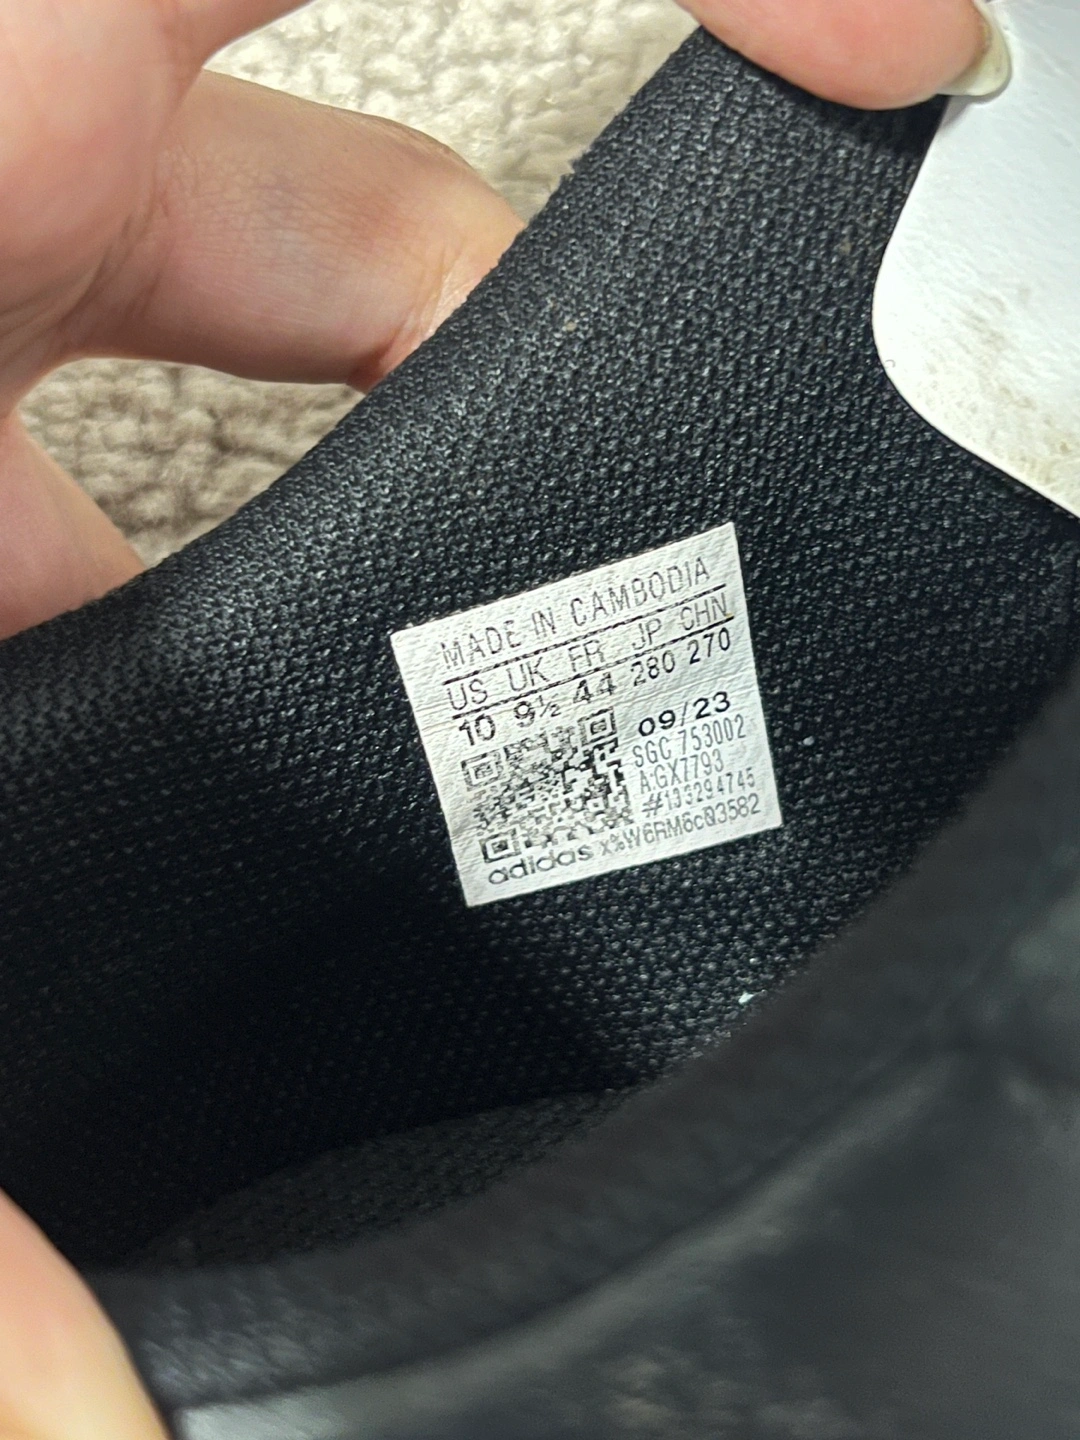 MADE IN CAMBODIA
US UK FR JP CHN
10 9½ 44 280 270
09/23
SGC 753002
A:GX7793
#133294745
adidas x%W6RM6cQ3582